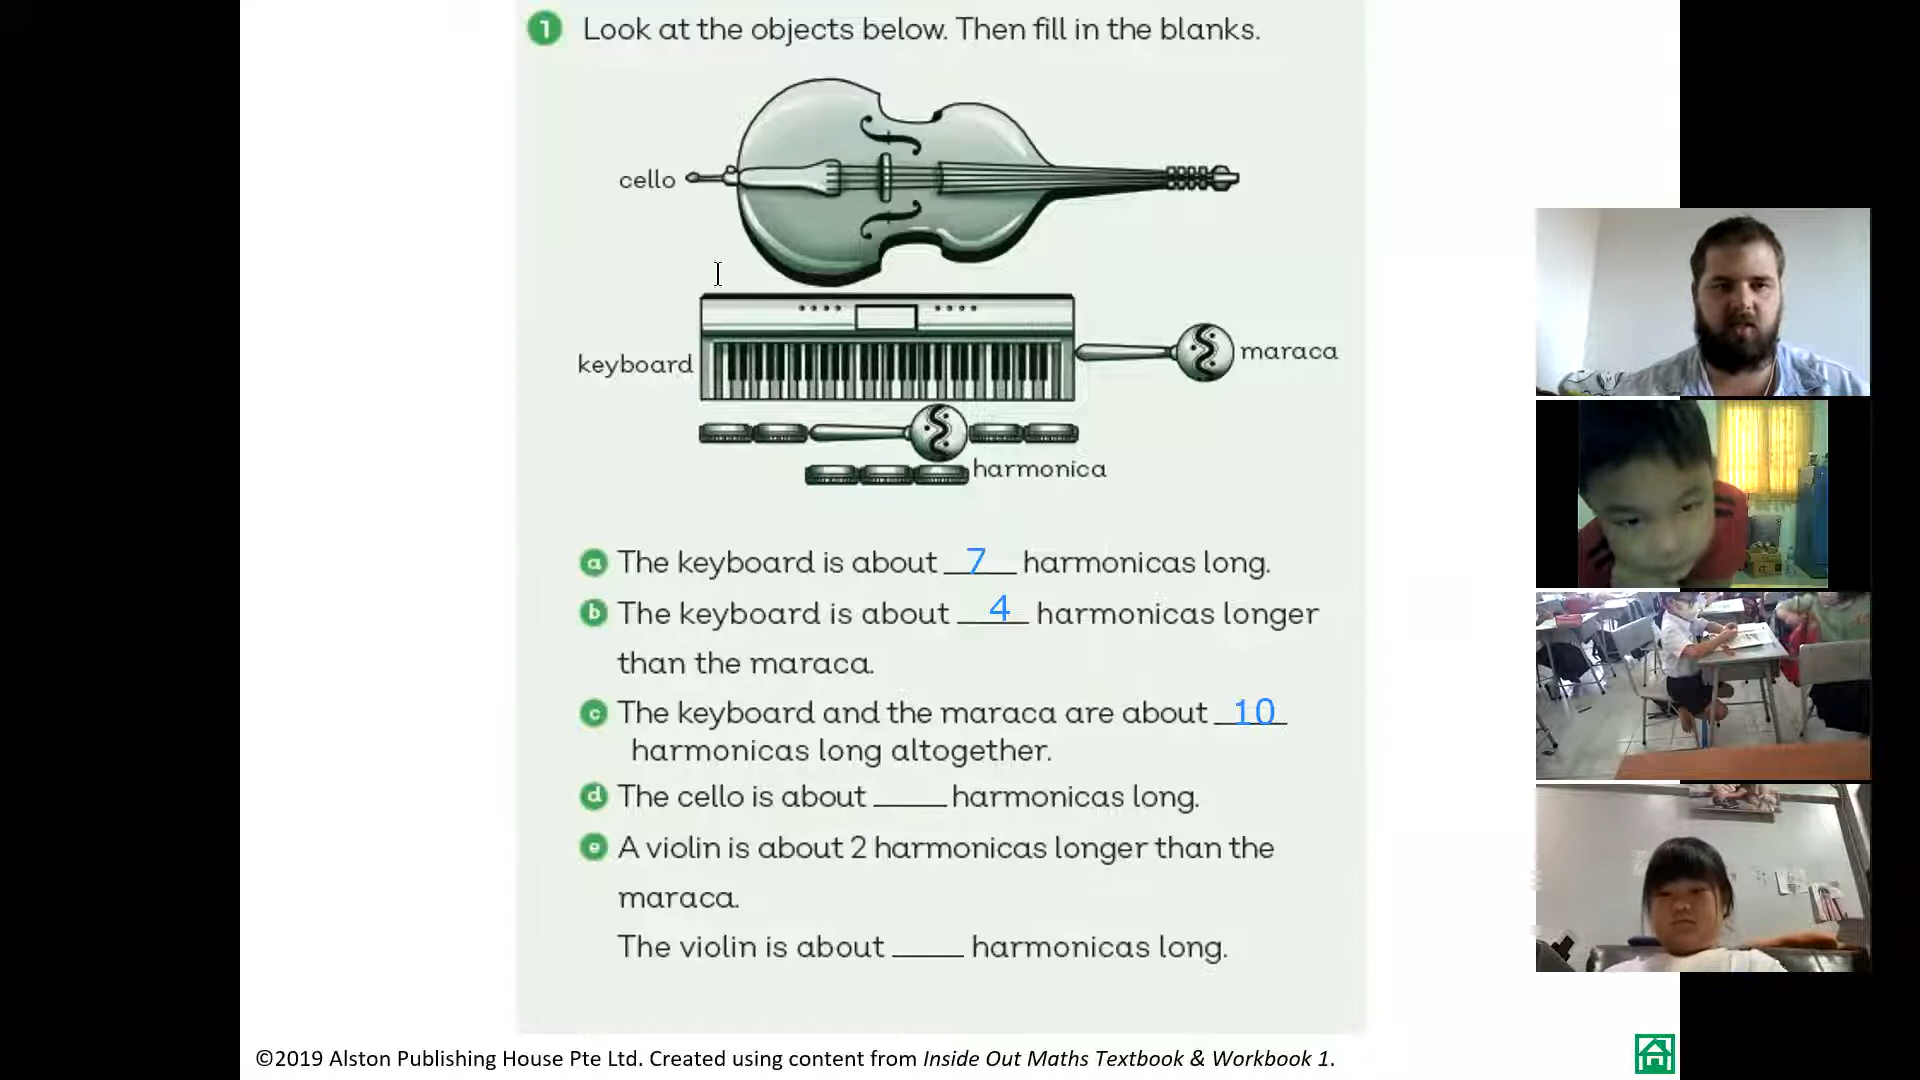 1 Look at the objects below. Then fill in the blanks.
cello
keyboard
maraca
harmonica
a The keyboard is about 7 harmonicas long.
b The keyboard is about 4 harmonicas longer
than the maraca.
c The keyboard and the maraca are about 10
harmonicas long altogether.
d The cello is about ____ harmonicas long.
e A violin is about 2 harmonicas longer than the
maraca.
The violin is about ____ harmonicas long.
©2019 Alston Publishing House Pte Ltd. Created using content from Inside Out Maths Textbook & Workbook 1.